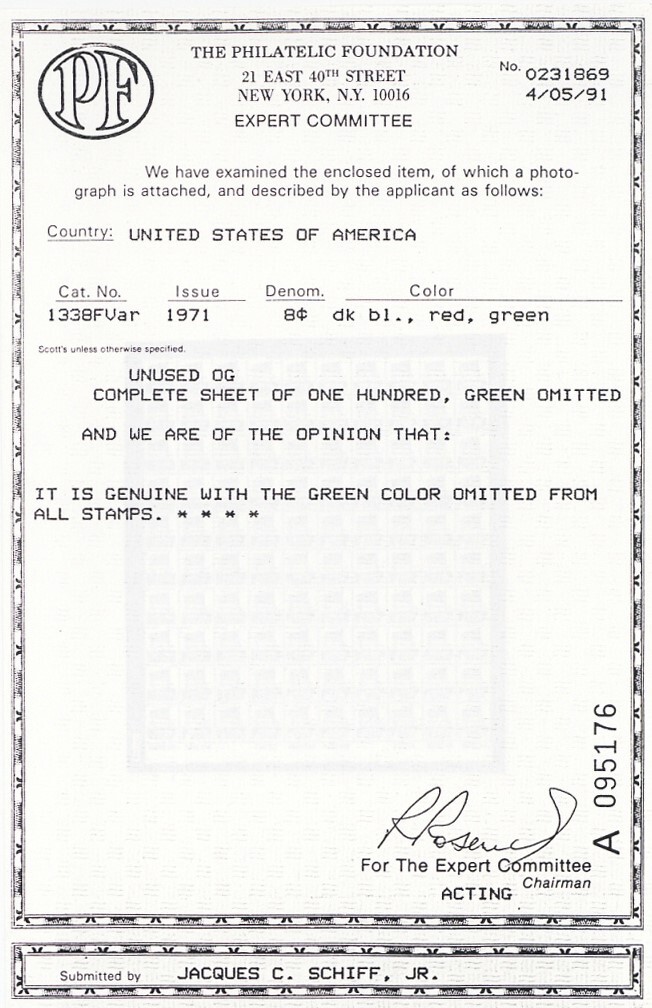 PF
THE PHILATELIC FOUNDATION
21 EAST 40TH STREET
NEW YORK, N.Y. 10016
EXPERT COMMITTEE
No. 0231869
4/05/91
We have examined the enclosed item, of which a photo-
graph is attached, and described by the applicant as follows:
Country: UNITED STATES OF AMERICA
Cat. No. Issue Denom. Color
1338FVar 1971 8¢ dk bl., red, green
Scott's unless otherwise specified.
UNUSED OG
COMPLETE SHEET OF ONE HUNDRED, GREEN OMITTED
AND WE ARE OF THE OPINION THAT:
IT IS GENUINE WITH THE GREEN COLOR OMITTED FROM
ALL STAMPS. * * * *
A 095176
For The Expert Committee
Chairman
ACTING
Submitted by JACQUES C. SCHIFF, JR.